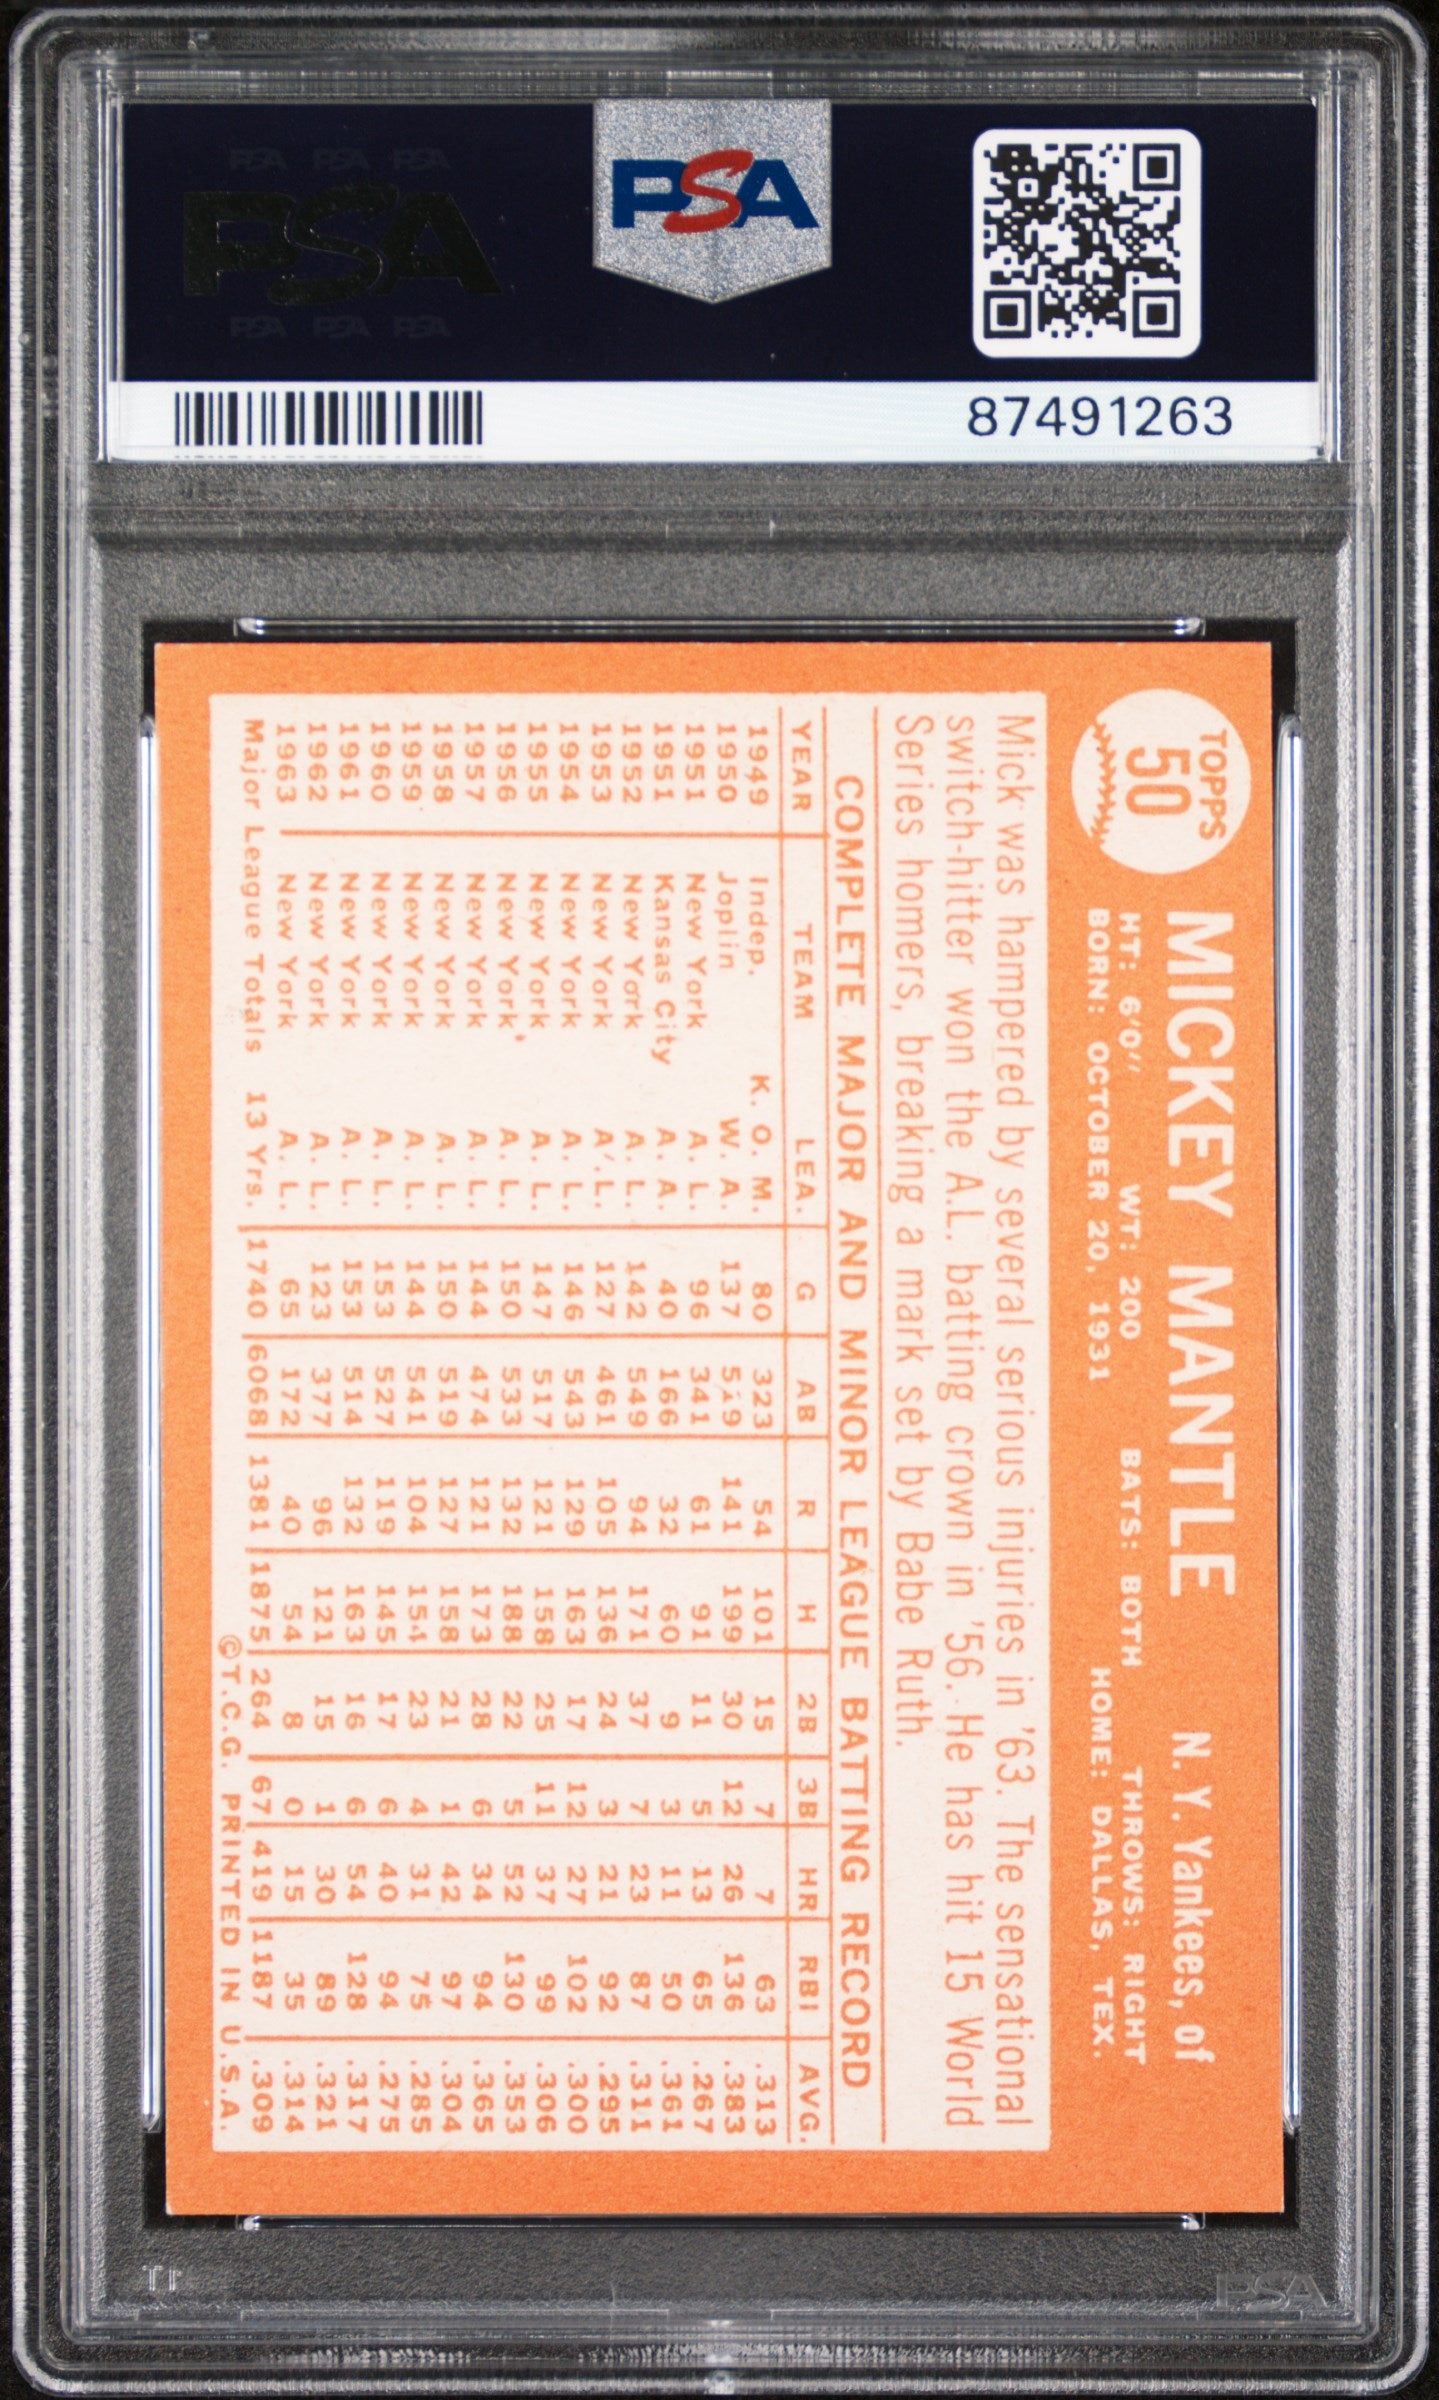 PSA PSA PSA
PSA
PSA PSA PSA
PSA
87491263
TOPPS
50
MICKEY MANTLE N. Y. Yankees, of
HT: 6'0" WT: 200 BATS: BOTH THROWS: RIGHT
BORN: OCTOBER 20, 1931 HOME: DALLAS, TEX.
Mick was hampered by several serious injuries in '63. The sensational
switch-hitter won the A.L. batting crown in '56. He has hit 15 World
Series homers, breaking a mark set by Babe Ruth.
COMPLETE MAJOR AND MINOR LEAGUE BATTING RECORD
YEAR TEAM LEA. G AB R H 2B 3B HR RBI AVG.
1949 Indep. K. O. M. 80 323 54 101 15 7 7 63 .313
1950 Joplin W. A. 137 519 141 199 30 12 26 136 .383
1951 New York A. L. 96 341 61 91 11 5 13 65 .267
1951 Kansas City A. A. 40 166 32 60 9 3 11 50 .361
1952 New York A. L. 142 549 94 171 37 7 23 87 .311
1953 New York A. L. 127 461 105 136 24 3 21 92 .295
1954 New York A. L. 146 543 129 163 17 12 27 102 .300
1955 New York A. L. 147 517 121 158 25 11 37 99 .306
1956 New York A. L. 150 533 132 188 22 5 52 130 .353
1957 New York A. L. 144 474 121 173 28 6 34 94 .365
1958 New York A. L. 150 519 127 158 21 1 42 97 .304
1959 New York A. L. 144 541 104 154 23 4 31 75 .285
1960 New York A. L. 153 527 119 145 17 6 40 94 .275
1961 New York A. L. 153 514 132 163 16 6 54 128 .317
1962 New York A. L. 123 377 96 121 15 1 30 89 .321
1963 New York A. L. 65 172 40 54 8 0 15 35 .314
Major League Totals 13 Yrs. 1740 6068 1381 1875 264 67 419 1187 .309
©T.C.G. PRINTED IN U.S.A.
PSA